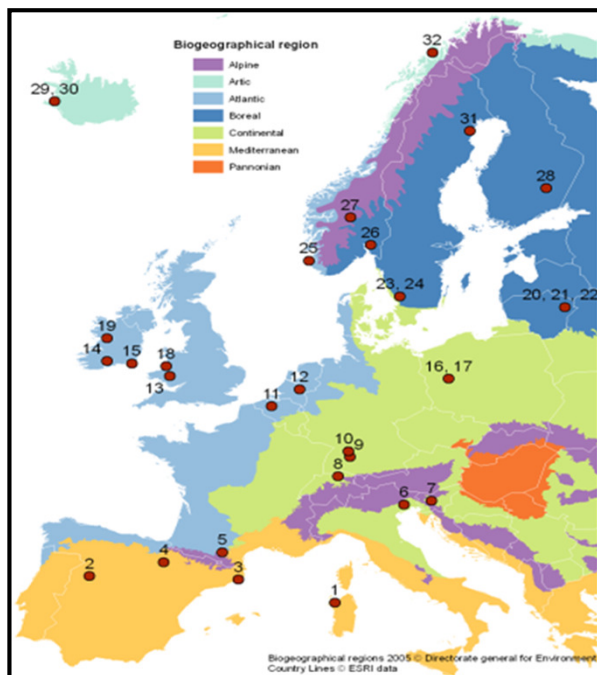 Biogeographical region
Alpine
Artic
Atlantic
Boreal
Continental
Mediterranean
Pannonian
32
29, 30
31
28
27
26
25
23, 24
20, 21, 22
19
14
15
18
13
12
11
16, 17
10
9
8
7
6
5
4
3
2
1
Biogeographical regions 2005 © Directorate general for Environment
Country Lines © ESRI data